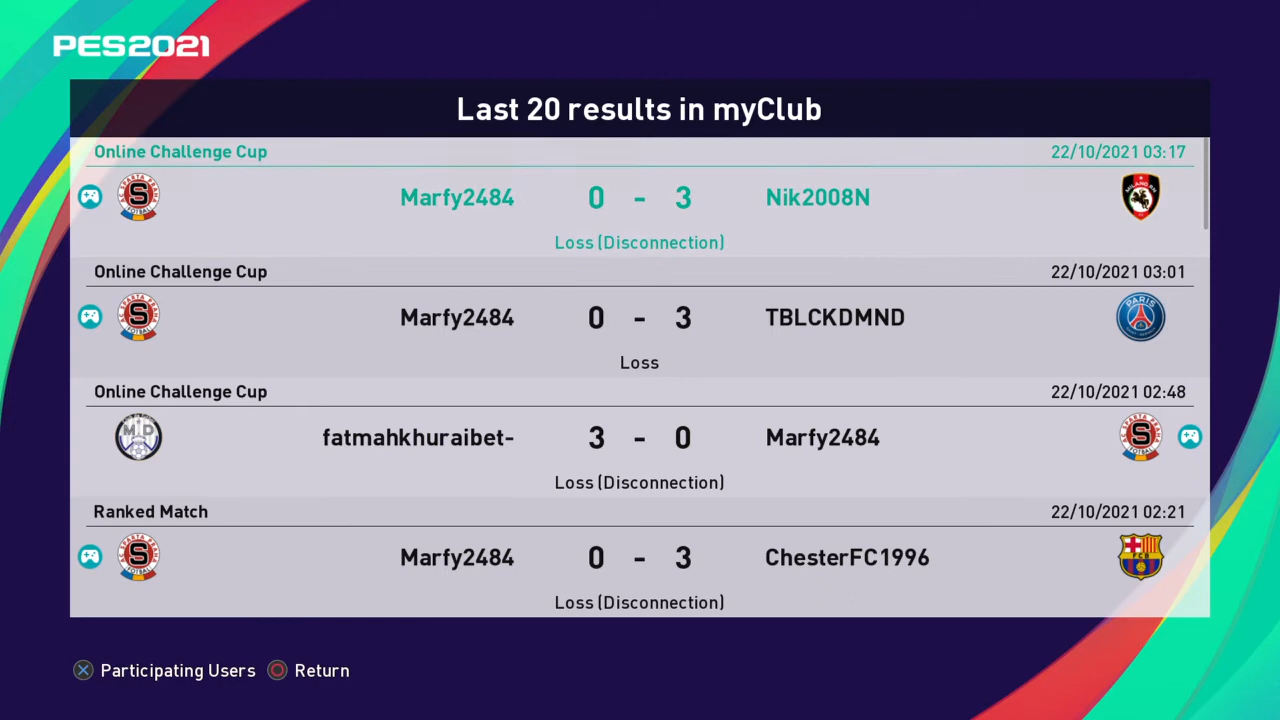 PES2021
Last 20 results in myClub
Online Challenge Cup 22/10/2021 03:17
Marfy2484 0 - 3 Nik2008N
Loss (Disconnection)
Online Challenge Cup 22/10/2021 03:01
Marfy2484 0 - 3 TBLCKDMND
Loss
Online Challenge Cup 22/10/2021 02:48
fatmahkhuraibet- 3 - 0 Marfy2484
Loss (Disconnection)
Ranked Match 22/10/2021 02:21
Marfy2484 0 - 3 ChesterFC1996
Loss (Disconnection)
Participating Users Return